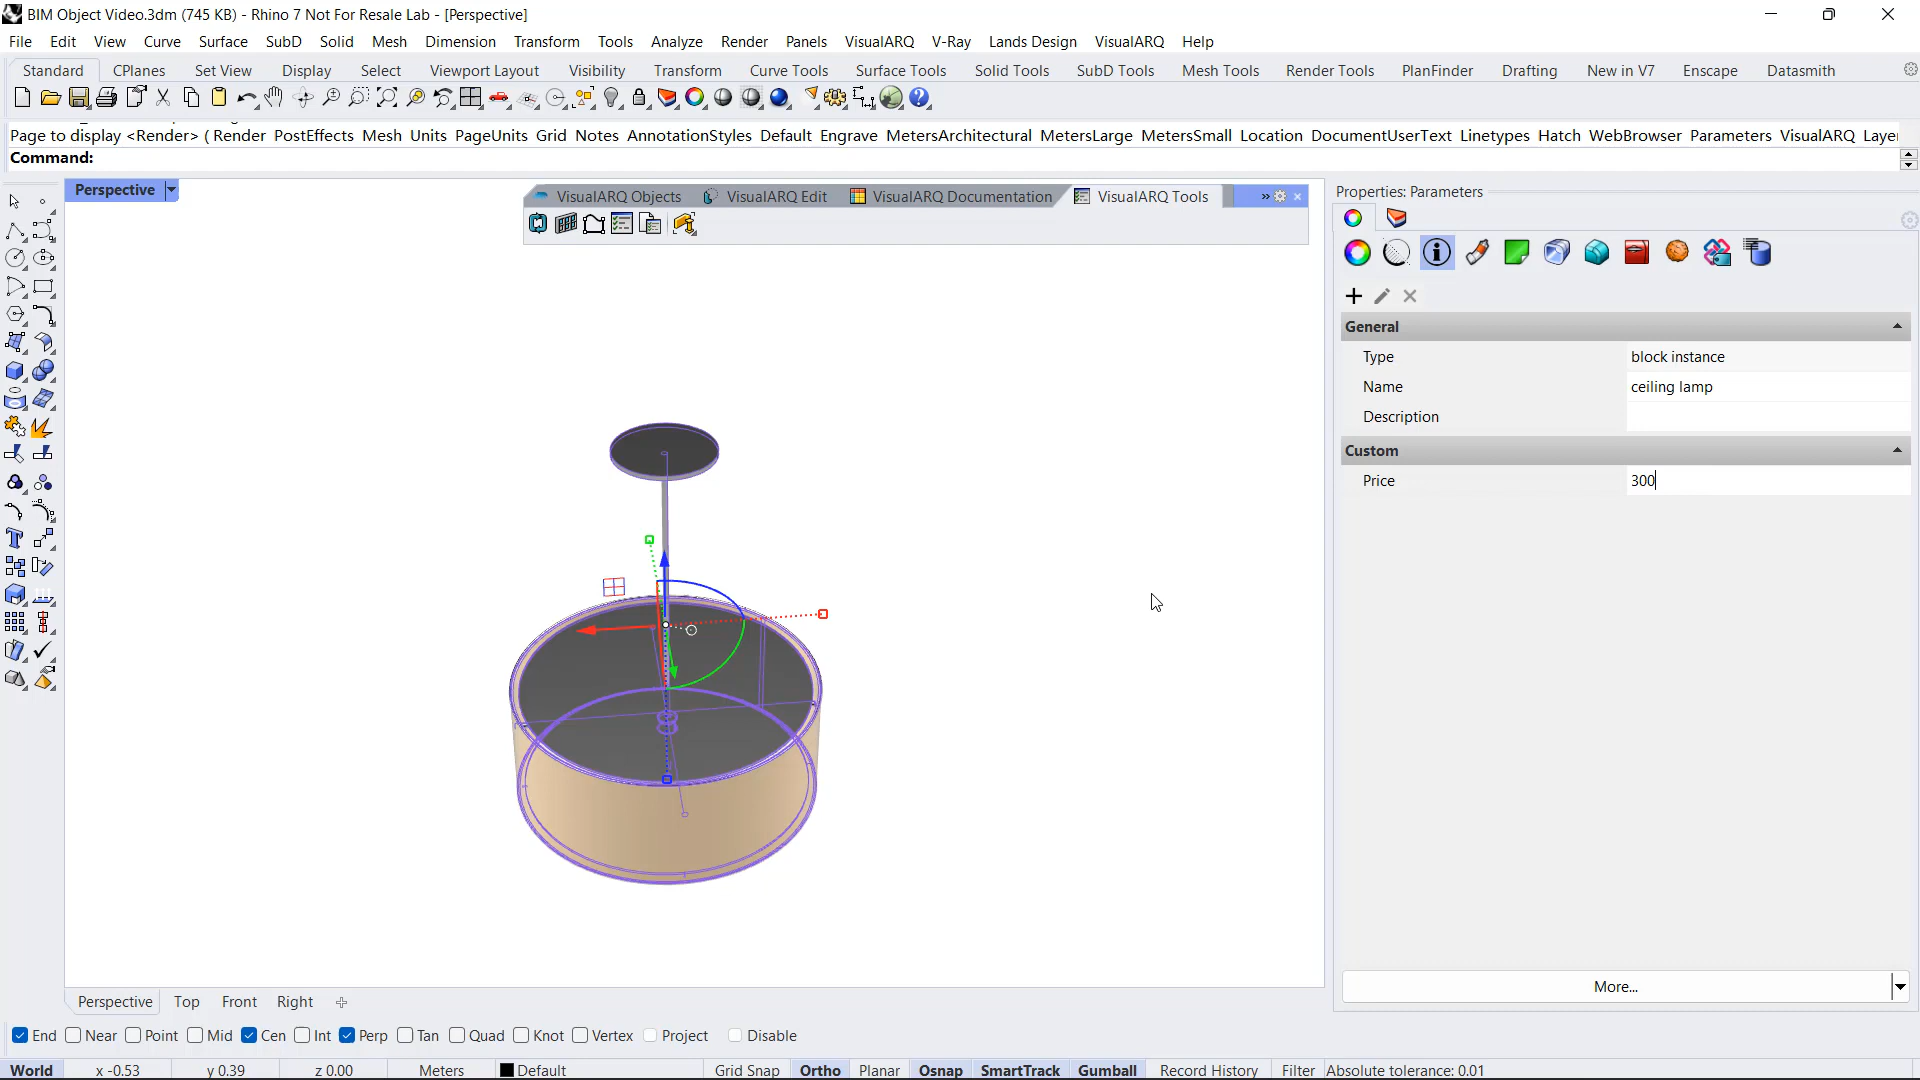 BIM Object Video.3dm (745 KB) - Rhino 7 Not For Resale Lab - [Perspective]
File Edit View Curve Surface SubD Solid Mesh Dimension Transform Tools Analyze Render Panels VisualARQ V-Ray Lands Design VisualARQ Help
Standard CPlanes Set View Display Select Viewport Layout Visibility Transform Curve Tools Surface Tools Solid Tools SubD Tools Mesh Tools Render Tools PlanFinder Drafting New in V7 Enscape Datasmith
Page to display <Render> ( Render PostEffects Mesh Units PageUnits Grid Notes AnnotationStyles Default Engrave MetersArchitectural MetersLarge MetersSmall Location DocumentUserText Linetypes Hatch WebBrowser Parameters VisualARQ Laye
Command:
Perspective
VisualARQ Objects VisualARQ Edit VisualARQ Documentation VisualARQ Tools »
Properties: Parameters
General
Type block instance
Name ceiling lamp
Description
Custom
Price 300
More...
Perspective Top Front Right
End Near Point Mid Cen Int Perp Tan Quad Knot Vertex Project Disable
World x -0.53 y 0.39 z 0.00 Meters Default Grid Snap Ortho Planar Osnap SmartTrack Gumball Record History Filter Absolute tolerance: 0.01